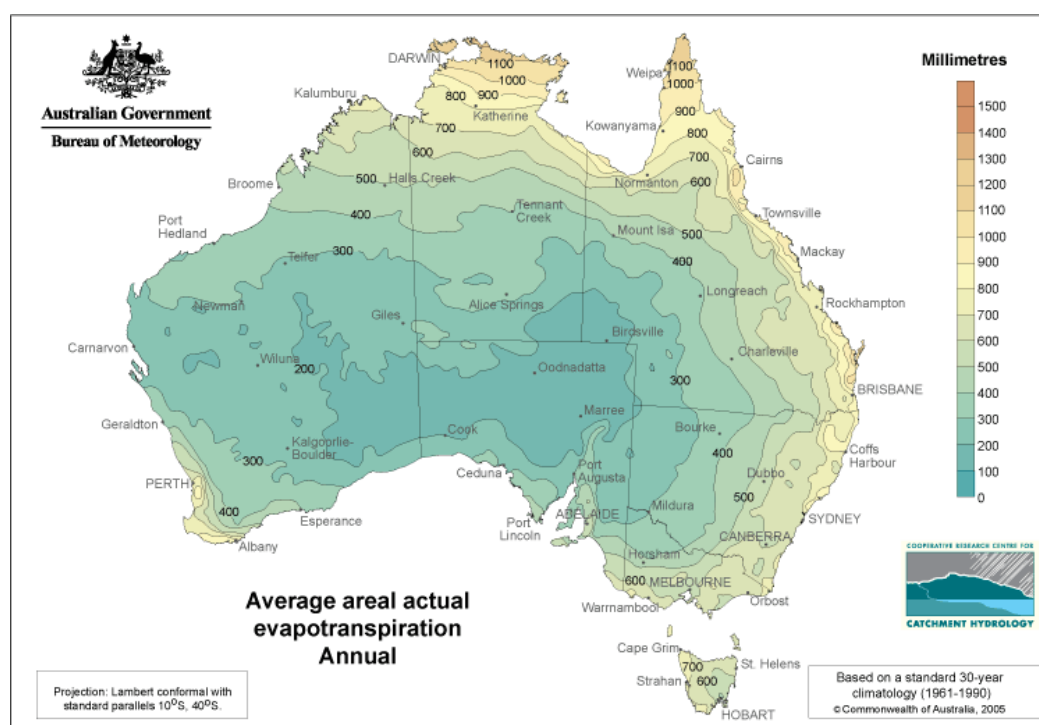 Australian Government
Bureau of Meteorology
Millimetres
1500
1400
1300
1200
1100
1000
900
800
700
600
500
400
300
200
100
0
DARWIN
1100
1000
900
800
Katherine
700
600
Kalumburu
Weipa
1100
1000
900
Kowanyama
800
700
600
Normanton
Cairns
Broome
500
Halls Creek
400
Tennant
Creek
Townsville
Mount Isa
500
Mackay
Port
Hedland
Telfer
300
400
Newman
Alice Springs
Longreach
Rockhampton
Giles
Birdsville
Carnarvon
Wiluna
200
Oodnadatta
Charleville
300
BRISBANE
Geraldton
Marree
Bourke
Cook
Kalgoorlie-
Boulder
300
400
Coffs
Harbour
Ceduna
Port
Augusta
Dubbo
PERTH
500
400
Esperance
ADELAIDE
Mildura
SYDNEY
Port
Lincoln
Albany
CANBERRA
Horsham
600
MELBOURNE
Warrnambool
Orbost
Cape Grim
700
St. Helens
Strahan
600
HOBART
Average areal actual
evapotranspiration
Annual
COOPERATIVE RESEARCH CENTRE FOR
CATCHMENT HYDROLOGY
Projection: Lambert conformal with
standard parallels 10ºS, 40ºS.
Based on a standard 30-year
climatology (1961-1990)
©Commonwealth of Australia, 2005